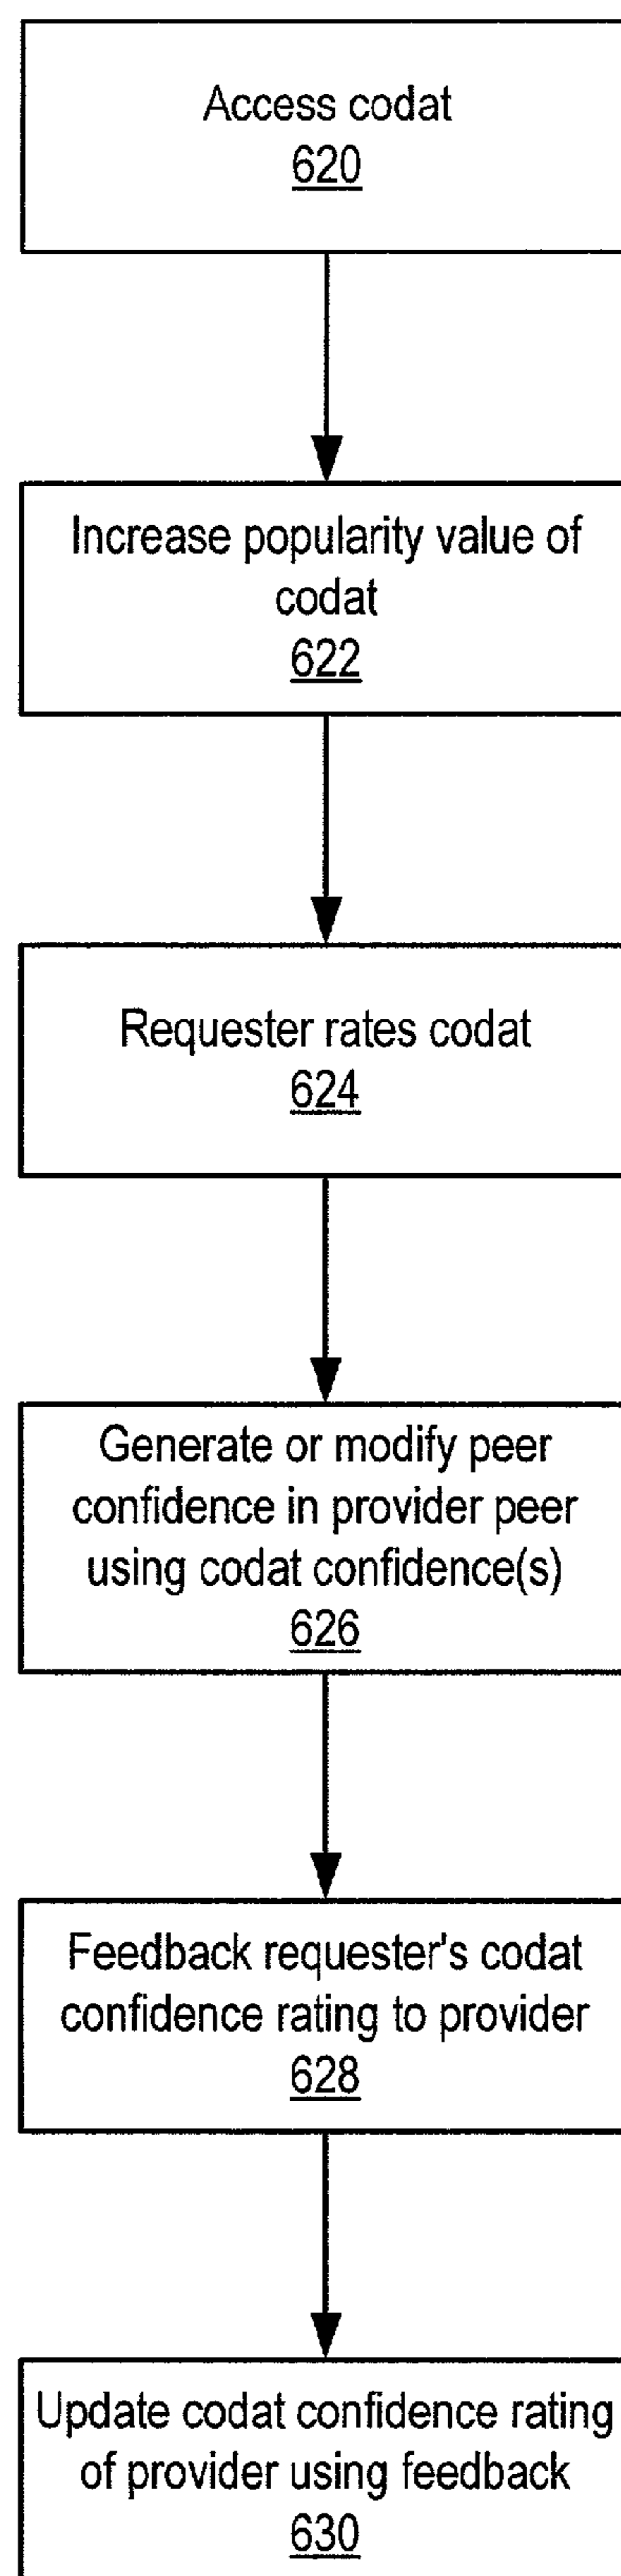 Access codat
620
Increase popularity value of
codat
622
Requester rates codat
624
Generate or modify peer
confidence in provider peer
using codat confidence(s)
626
Feedback requester's codat
confidence rating to provider
628
Update codat confidence rating
of provider using feedback
630